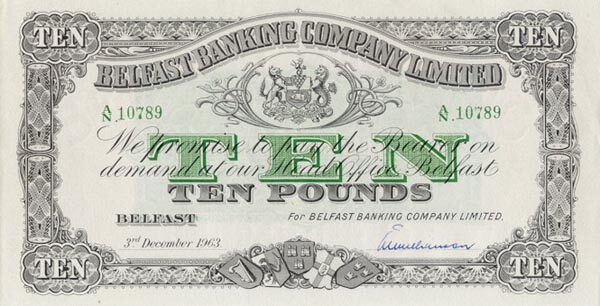 TEN TEN
BELFAST BANKING COMPANY LIMITED
A/N 10789 A/N 10789
TEN
We promise to pay the Bearer on
demand at our Head Office Belfast
TEN POUNDS
BELFAST For BELFAST BANKING COMPANY LIMITED.
3rd December 1963.
TEN TEN